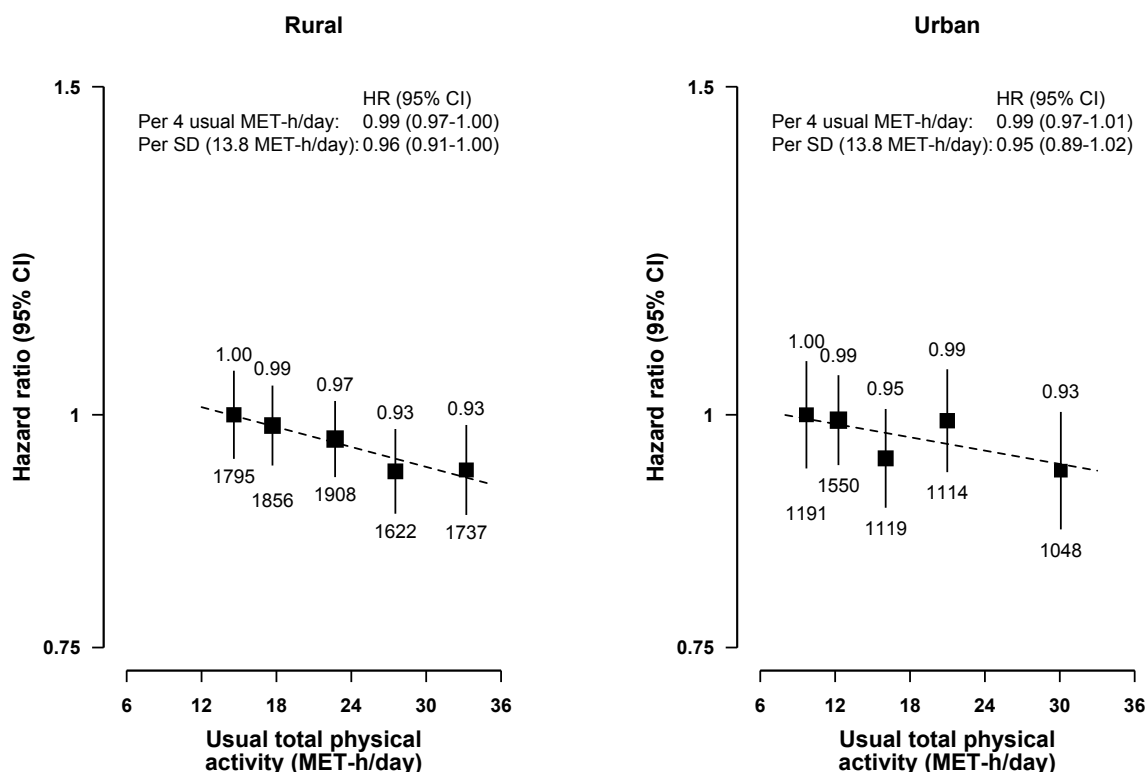 Rural
1.5
HR (95% CI)
Per 4 usual MET-h/day: 0.99 (0.97-1.00)
Per SD (13.8 MET-h/day): 0.96 (0.91-1.00)
Hazard ratio (95% CI)
1.00
0.99
0.97
0.93
0.93
1
1795
1856
1908
1622
1737
0.75
6 12 18 24 30 36
Usual total physical
activity (MET-h/day)
Urban
1.5
HR (95% CI)
Per 4 usual MET-h/day: 0.99 (0.97-1.01)
Per SD (13.8 MET-h/day): 0.95 (0.89-1.02)
Hazard ratio (95% CI)
1.00
0.99
0.95
0.99
0.93
1
1191
1550
1119
1114
1048
0.75
6 12 18 24 30 36
Usual total physical
activity (MET-h/day)